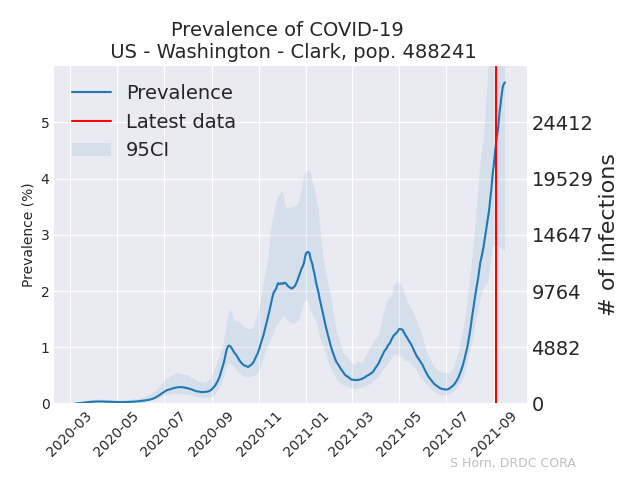 Prevalence of COVID-19
US - Washington - Clark, pop. 488241
Prevalence
Latest data
95CI
Prevalence (%)
5
4
3
2
1
0
24412
19529
14647
9764
4882
0
# of infections
2020-03
2020-05
2020-07
2020-09
2020-11
2021-01
2021-03
2021-05
2021-07
2021-09
S Horn, DRDC CORA